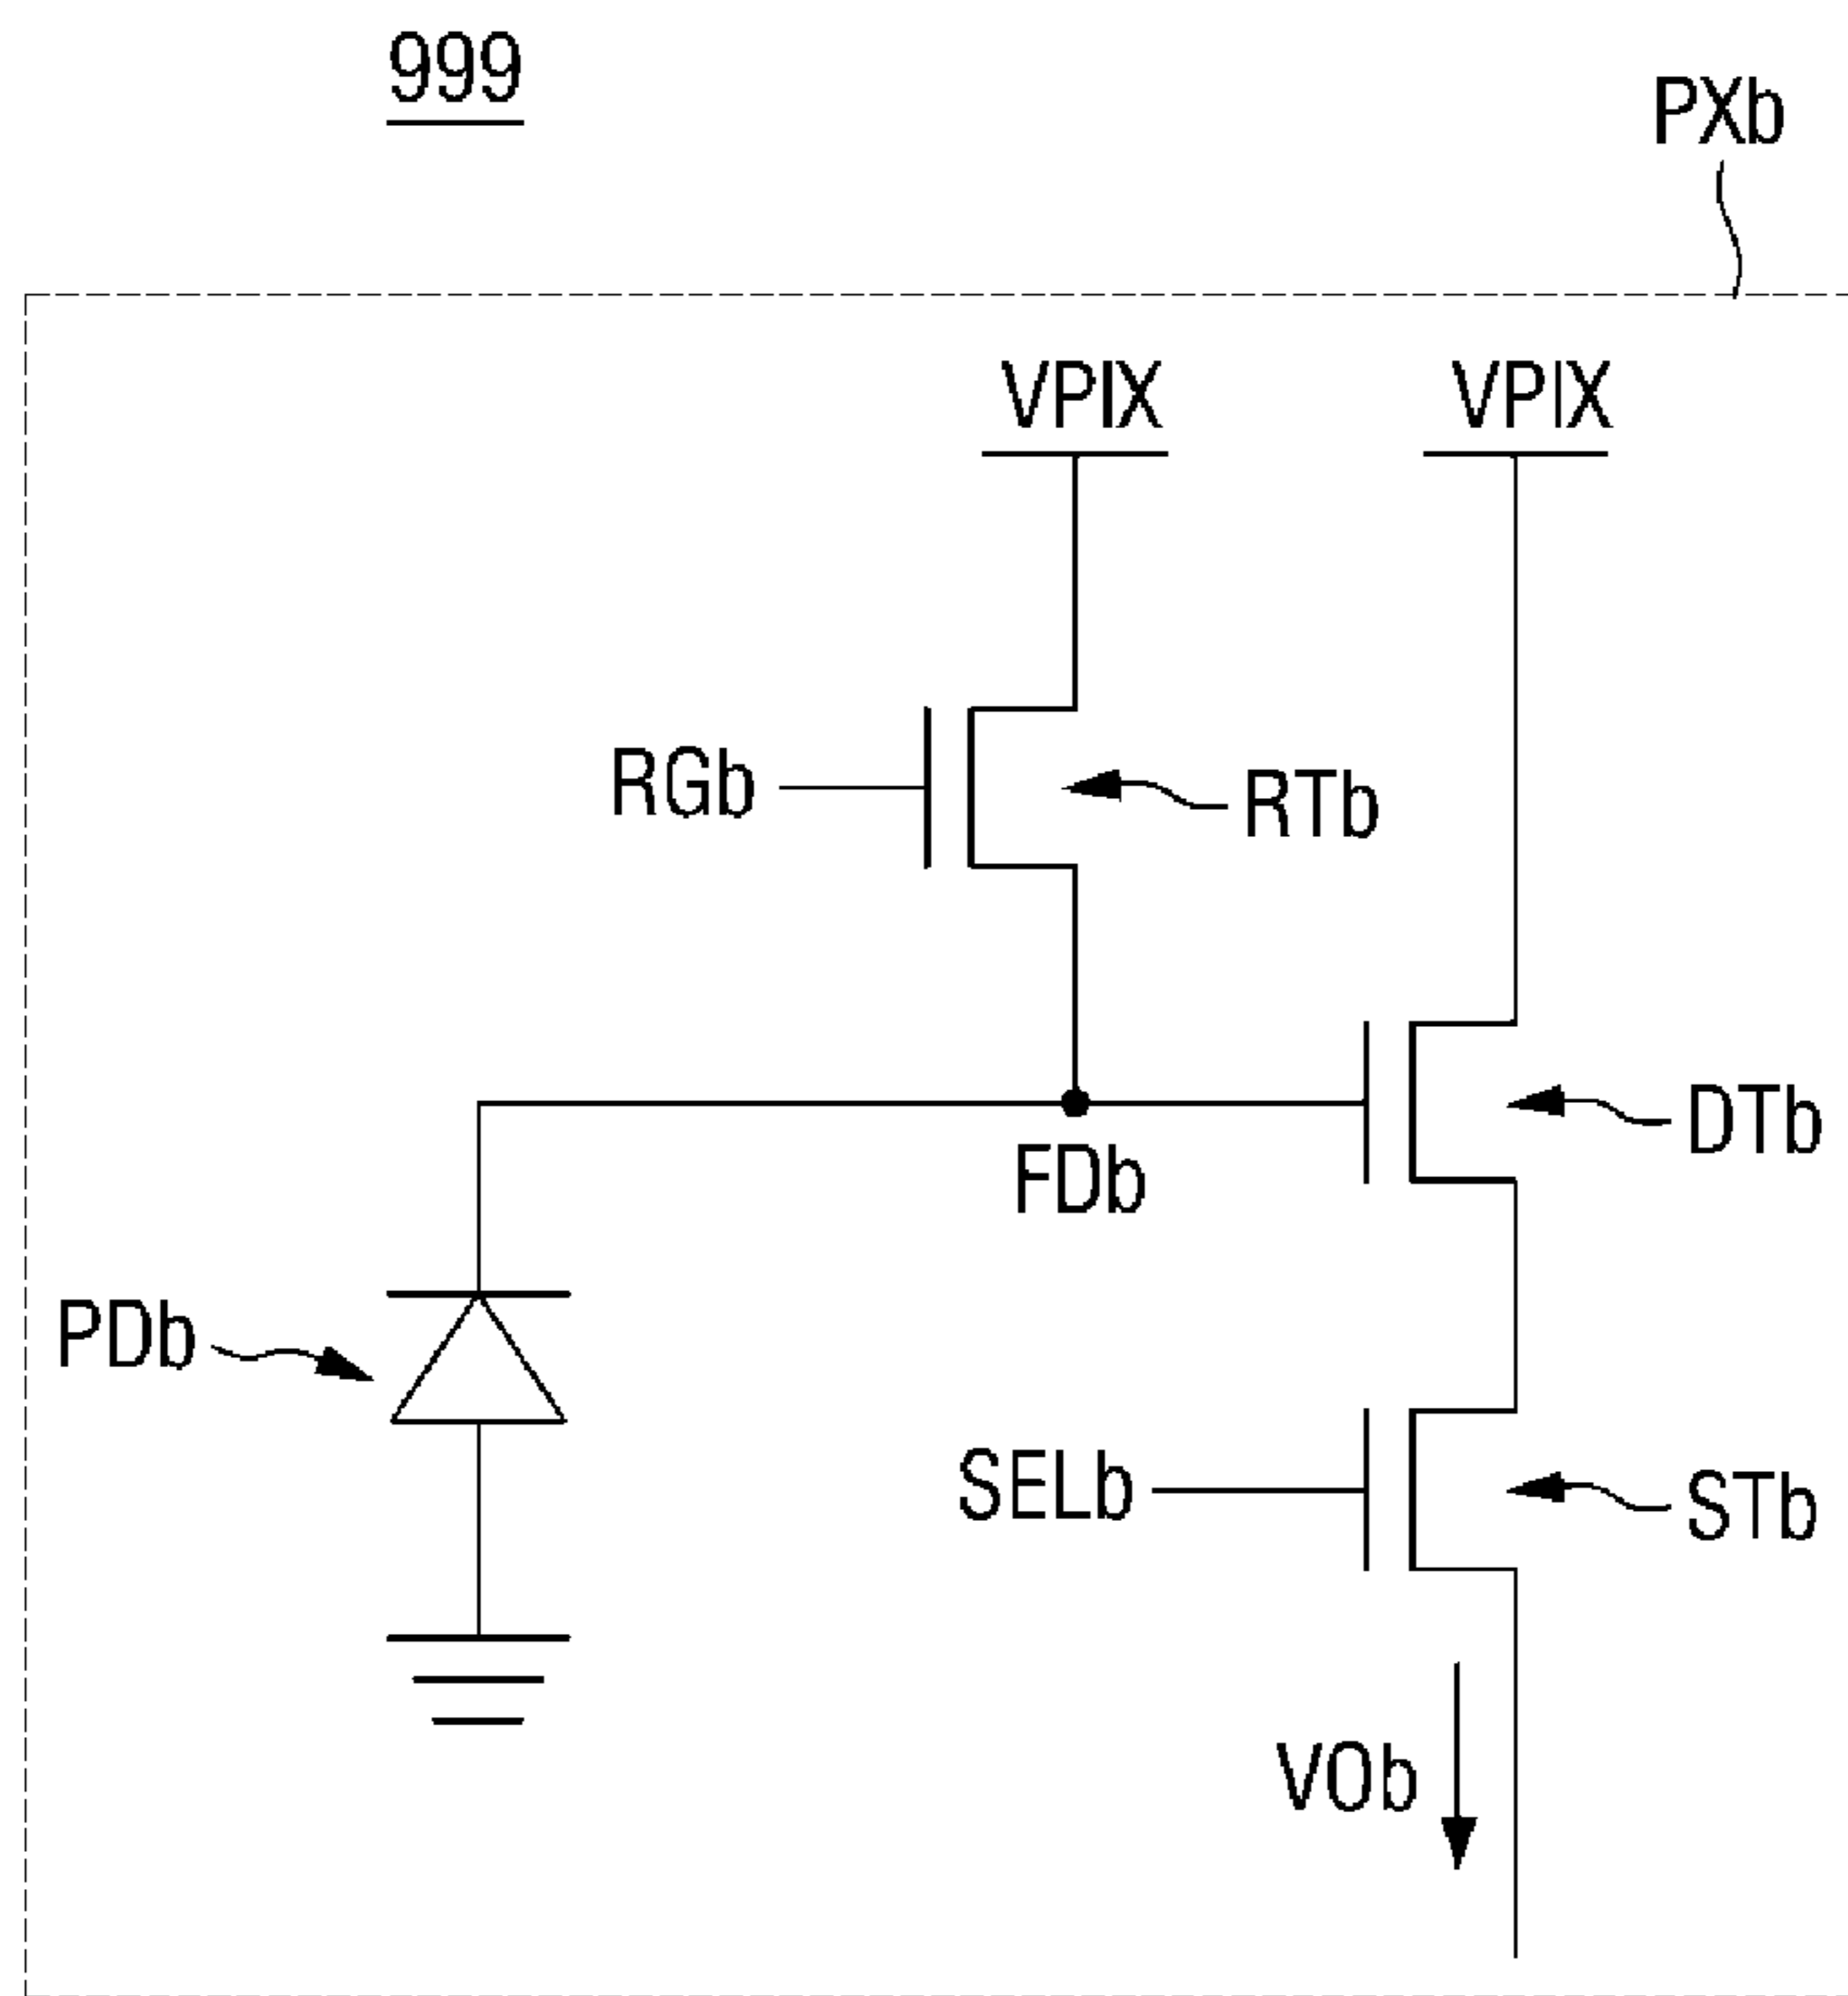 999
PXb
VPIX
VPIX
RGb
RTb
DTb
FDb
PDb
SELb
STb
VOb